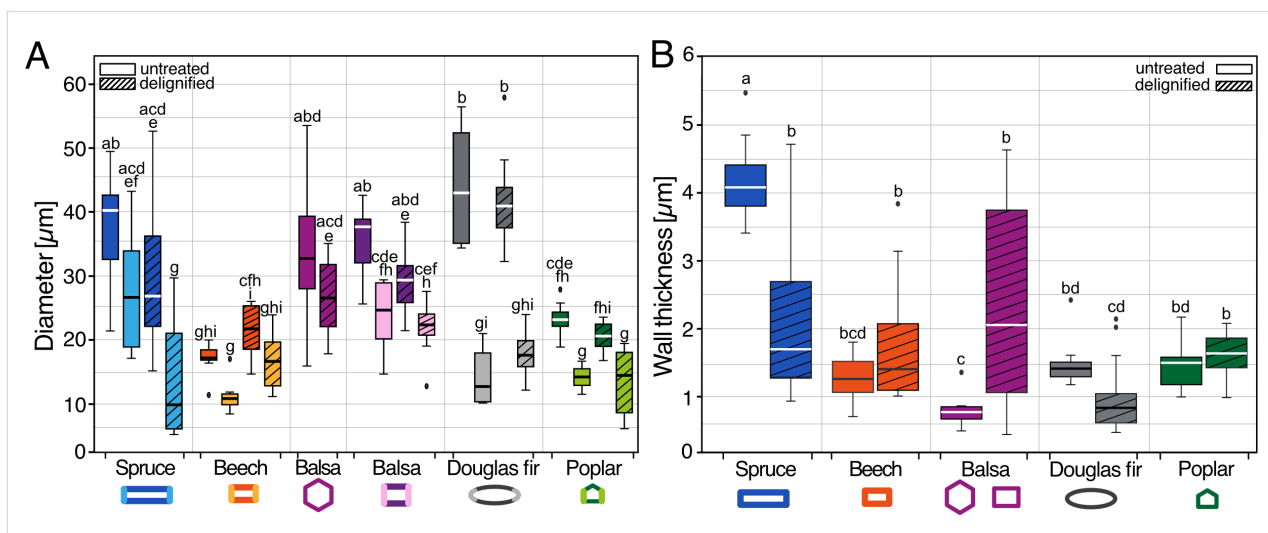 A
untreated
delignified
60
50
40
30
20
10
0
Diameter [µm]
ab
acd
ef
acd
e
g
ghi
g
cfh
i
ghi
abd
acd
e
ab
cde
fh
abd
e
cef
h
b
gi
b
ghi
cde
fh
g
fhi
g
Spruce Beech Balsa Balsa Douglas fir Poplar
B
untreated
delignified
6
5
4
3
2
1
0
Wall thickness [µm]
a
b
bcd
b
c
b
bd
cd
bd
b
Spruce Beech Balsa Douglas fir Poplar